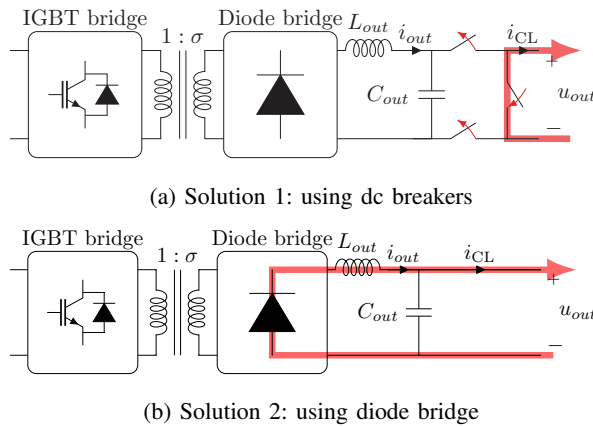 IGBT bridge
Diode bridge
1 : σ
L_out
i_out
i_CL
C_out
+
u_out
−
(a) Solution 1: using dc breakers
IGBT bridge
Diode bridge
1 : σ
L_out
i_out
i_CL
C_out
+
u_out
−
(b) Solution 2: using diode bridge